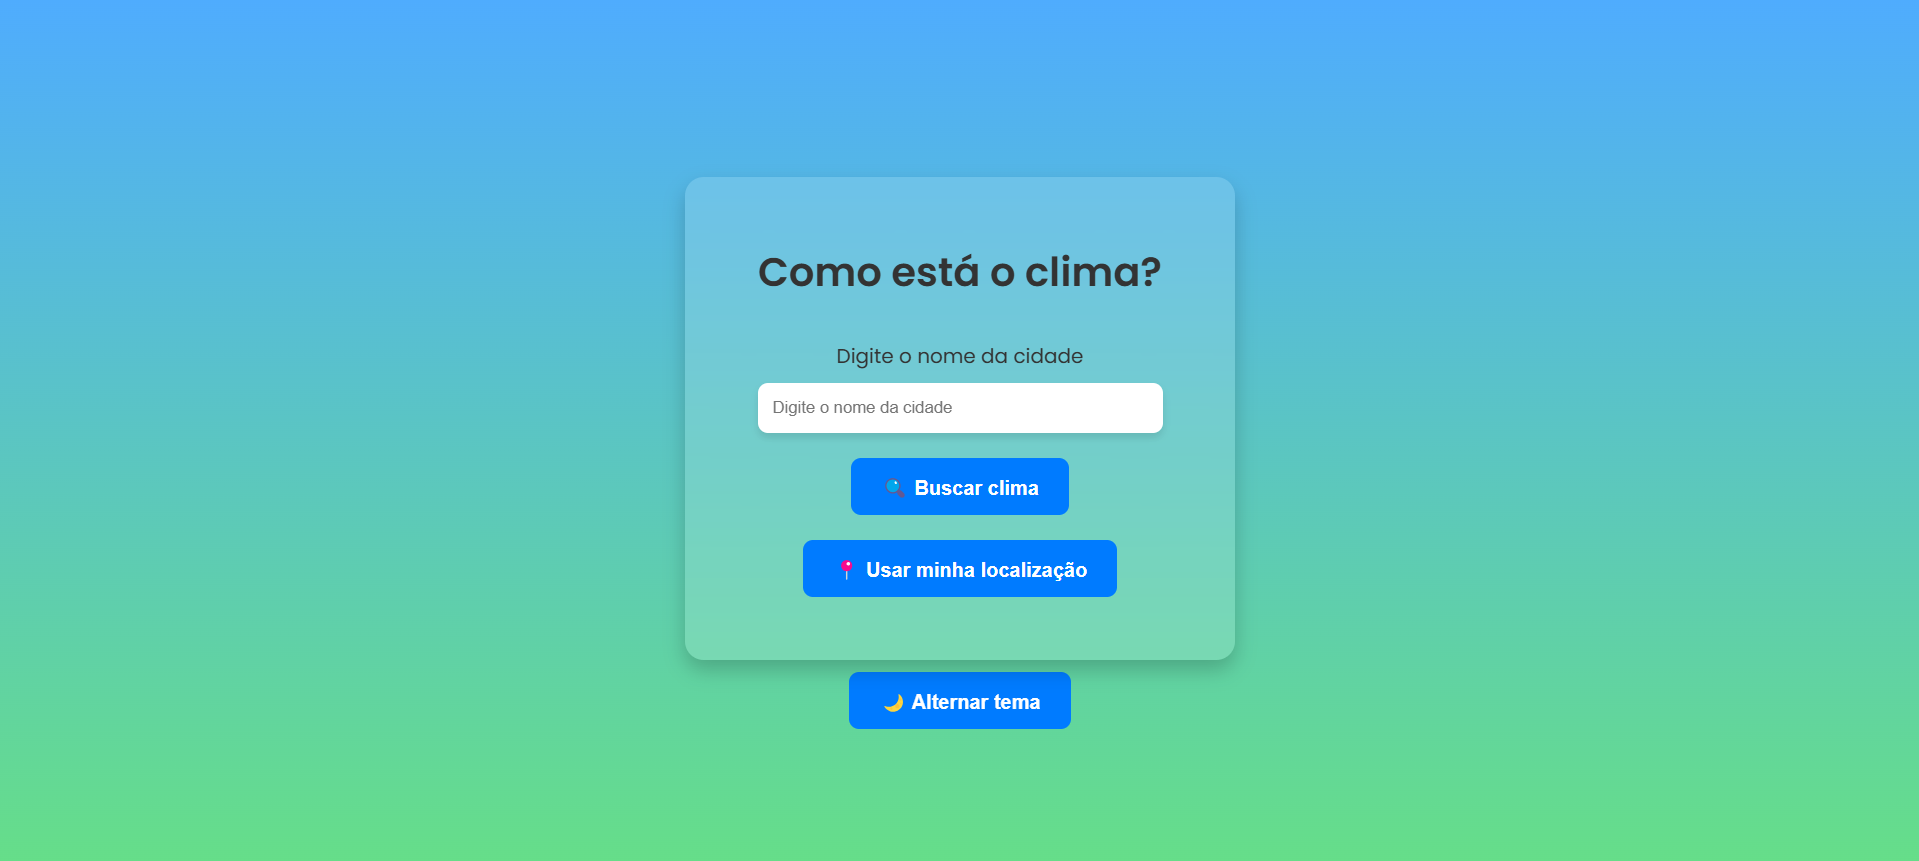 Como está o clima?
Digite o nome da cidade
Digite o nome da cidade
🔍 Buscar clima
📍 Usar minha localização
🌙 Alternar tema